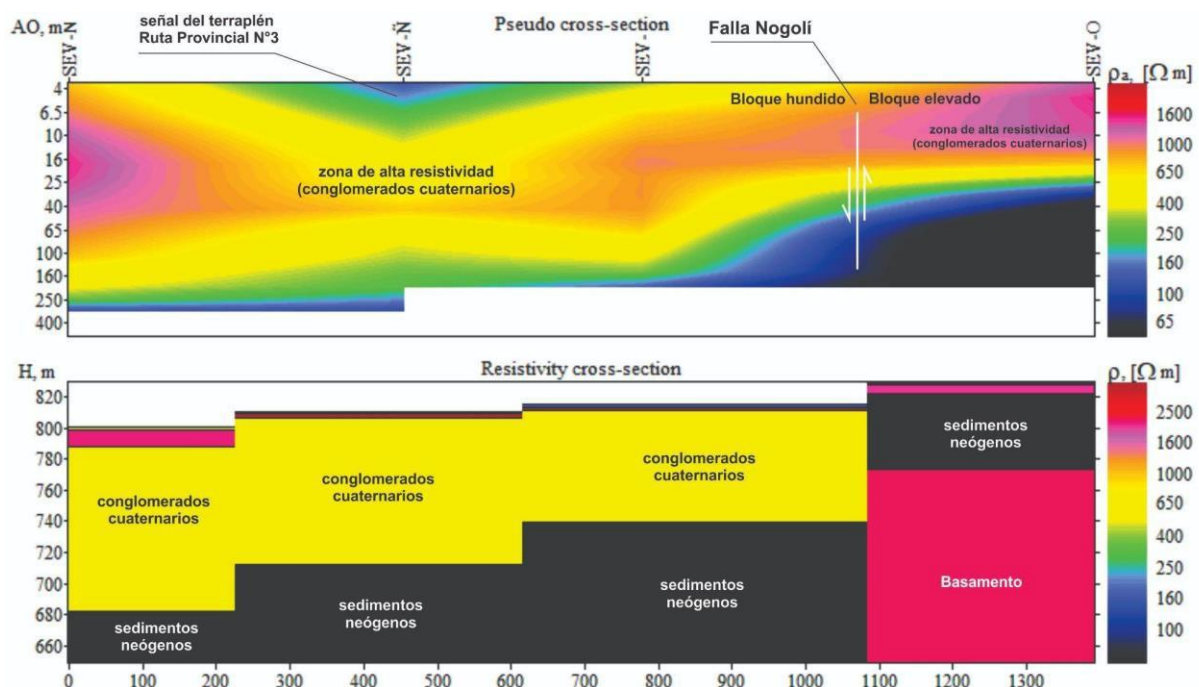 AO, m
Pseudo cross-section
SEV-N
SEV-Ñ
SEV-
SEV-O
señal del terraplén
Ruta Provincial N°3
Falla Nogolí
ρa, [Ω m]
Bloque hundido
Bloque elevado
zona de alta resistividad
(conglomerados cuaternarios)
zona de alta resistividad
(conglomerados cuaternarios)
4
6.5
10
16
25
40
65
100
160
250
400
1600
1000
650
400
250
160
100
65
H, m
Resistivity cross-section
ρ, [Ω m]
820
800
780
760
740
720
700
680
660
conglomerados
cuaternarios
conglomerados
cuaternarios
conglomerados
cuaternarios
sedimentos
neógenos
sedimentos
neógenos
sedimentos
neógenos
sedimentos
neógenos
Basamento
2500
1600
1000
650
400
250
160
100
0
100
200
300
400
500
600
700
800
900
1000
1100
1200
1300